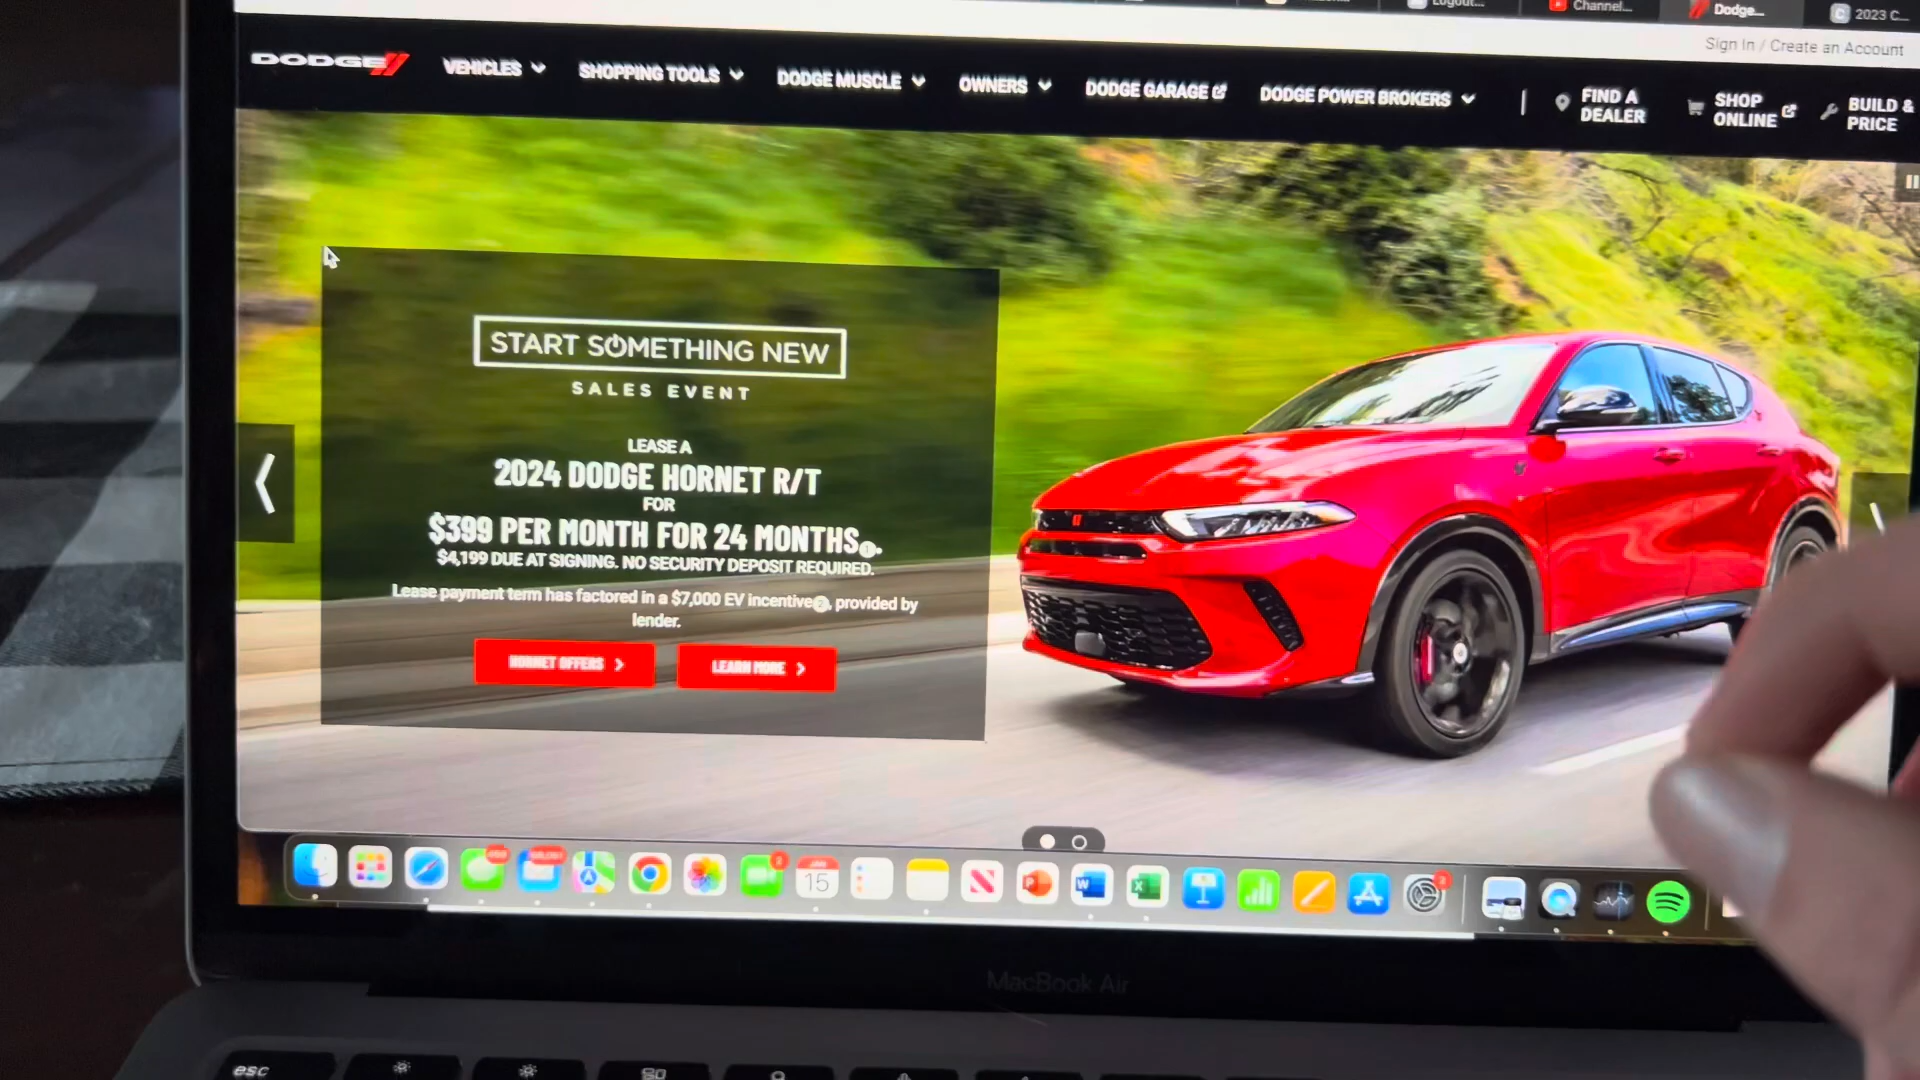 Logout...
Channel...
Dodge...
2023 C...
Sign In / Create an Account
DODGE
VEHICLES
SHOPPING TOOLS
DODGE MUSCLE
OWNERS
DODGE GARAGE
DODGE POWER BROKERS
FIND A
DEALER
SHOP
ONLINE
BUILD &
PRICE
START SOMETHING NEW
SALES EVENT
LEASE A
2024 DODGE HORNET R/T
FOR
$399 PER MONTH FOR 24 MONTHS.
$4,199 DUE AT SIGNING. NO SECURITY DEPOSIT REQUIRED.
Lease payment term has factored in a $7,000 EV incentive, provided by
lender.
HORNET OFFERS
LEARN MORE
JAN
15
MacBook Air
esc